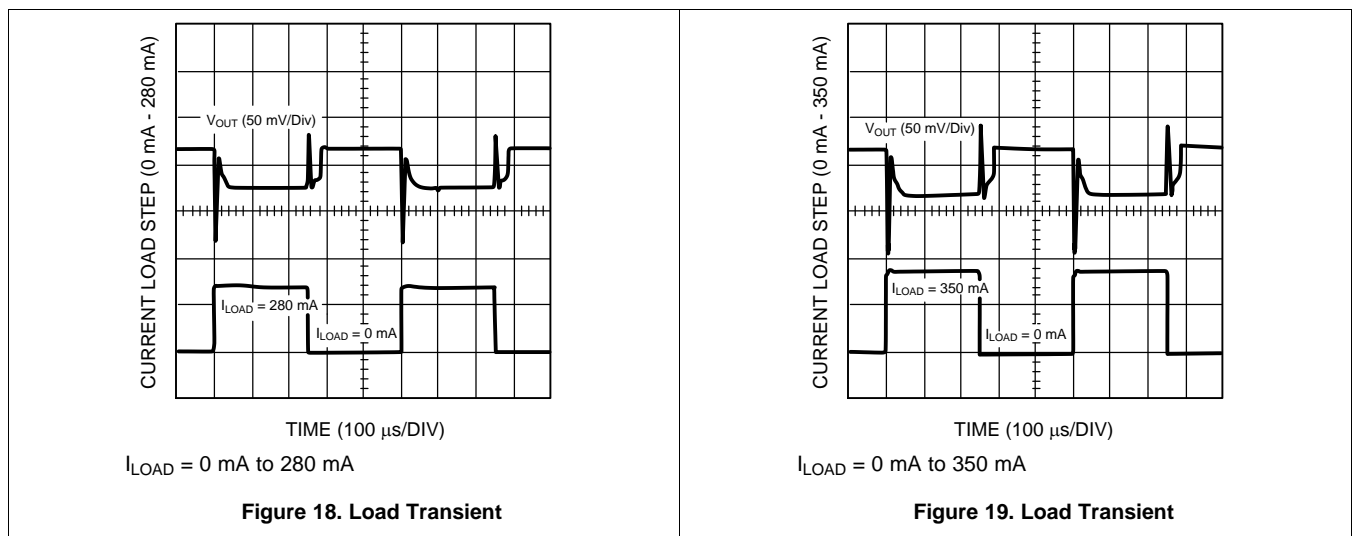 CURRENT LOAD STEP (0 mA - 280 mA)
VOUT (50 mV/Div)
ILOAD = 280 mA
ILOAD = 0 mA
TIME (100 µs/DIV)
ILOAD = 0 mA to 280 mA
Figure 18. Load Transient
CURRENT LOAD STEP (0 mA - 350 mA)
VOUT (50 mV/Div)
ILOAD = 350 mA
ILOAD = 0 mA
TIME (100 µs/DIV)
ILOAD = 0 mA to 350 mA
Figure 19. Load Transient